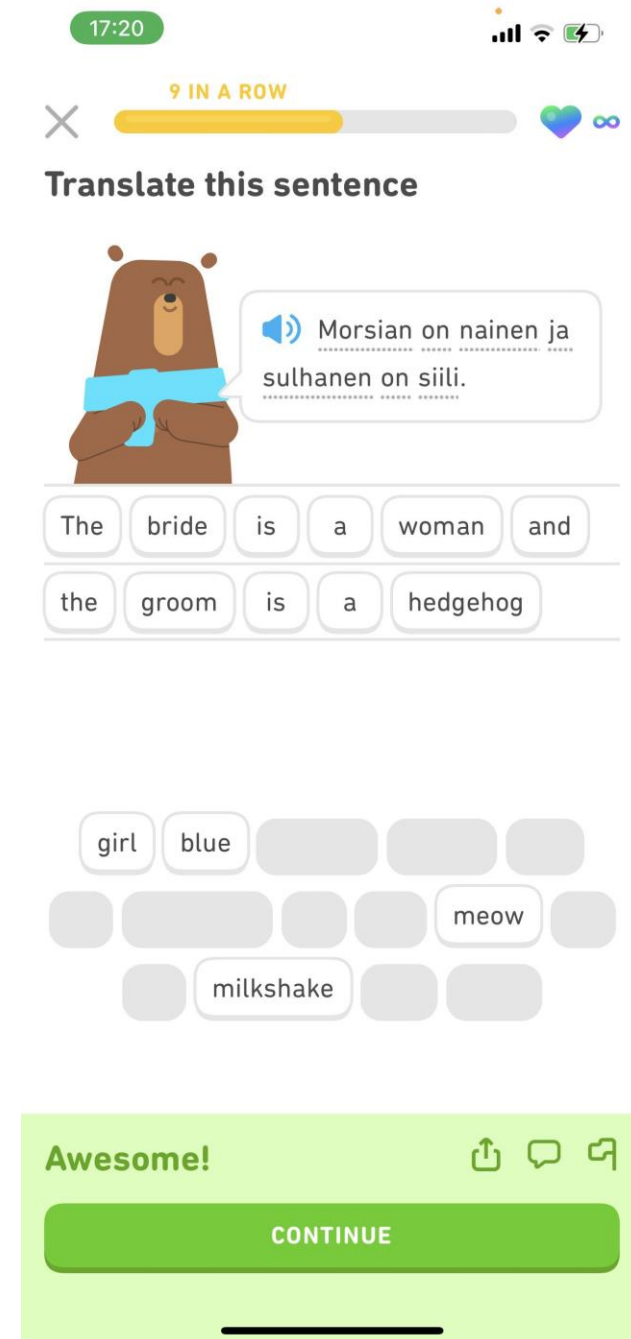 17:20
9 IN A ROW
Translate this sentence
Morsian on nainen ja
sulhanen on siili.
The bride is a woman and
the groom is a hedgehog
girl blue
meow
milkshake
Awesome!
CONTINUE